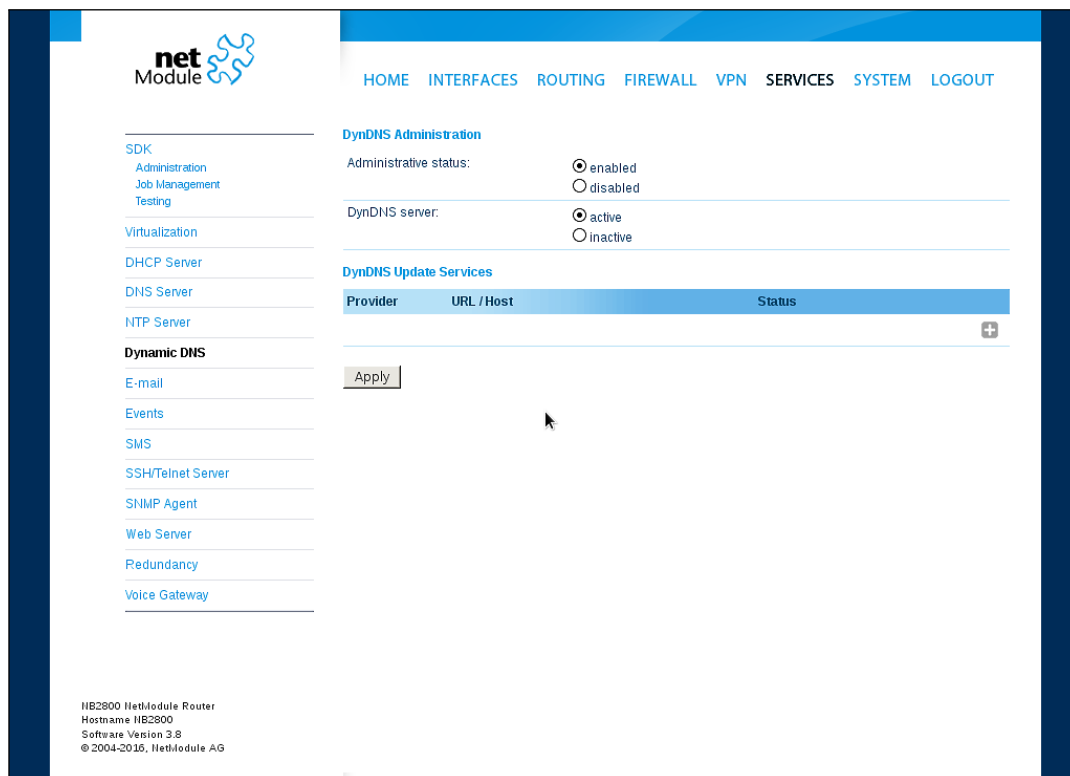 net
Module
HOME INTERFACES ROUTING FIREWALL VPN SERVICES SYSTEM LOGOUT
SDK
Administration
Job Management
Testing
Virtualization
DHCP Server
DNS Server
NTP Server
Dynamic DNS
E-mail
Events
SMS
SSH/Telnet Server
SNMP Agent
Web Server
Redundancy
Voice Gateway
DynDNS Administration
Administrative status:
enabled
disabled
DynDNS server:
active
inactive
DynDNS Update Services
Provider URL / Host Status
Apply
NB2800 NetModule Router
Hostname NB2800
Software Version 3.8
© 2004-2016, NetModule AG